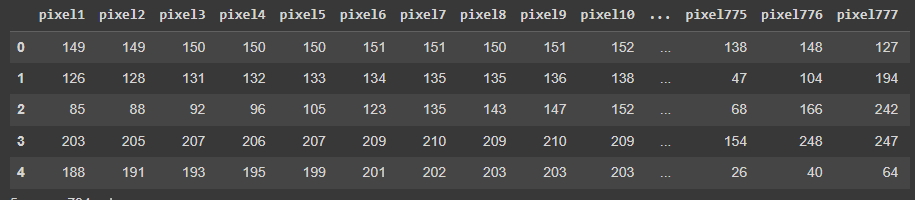 pixel1 pixel2 pixel3 pixel4 pixel5 pixel6 pixel7 pixel8 pixel9 pixel10 ... pixel775 pixel776 pixel777
0 149 149 150 150 150 151 151 150 151 152 ... 138 148 127
1 126 128 131 132 133 134 135 135 136 138 ... 47 104 194
2 85 88 92 96 105 123 135 143 147 152 ... 68 166 242
3 203 205 207 206 207 209 210 209 210 209 ... 154 248 247
4 188 191 193 195 199 201 202 203 203 203 ... 26 40 64